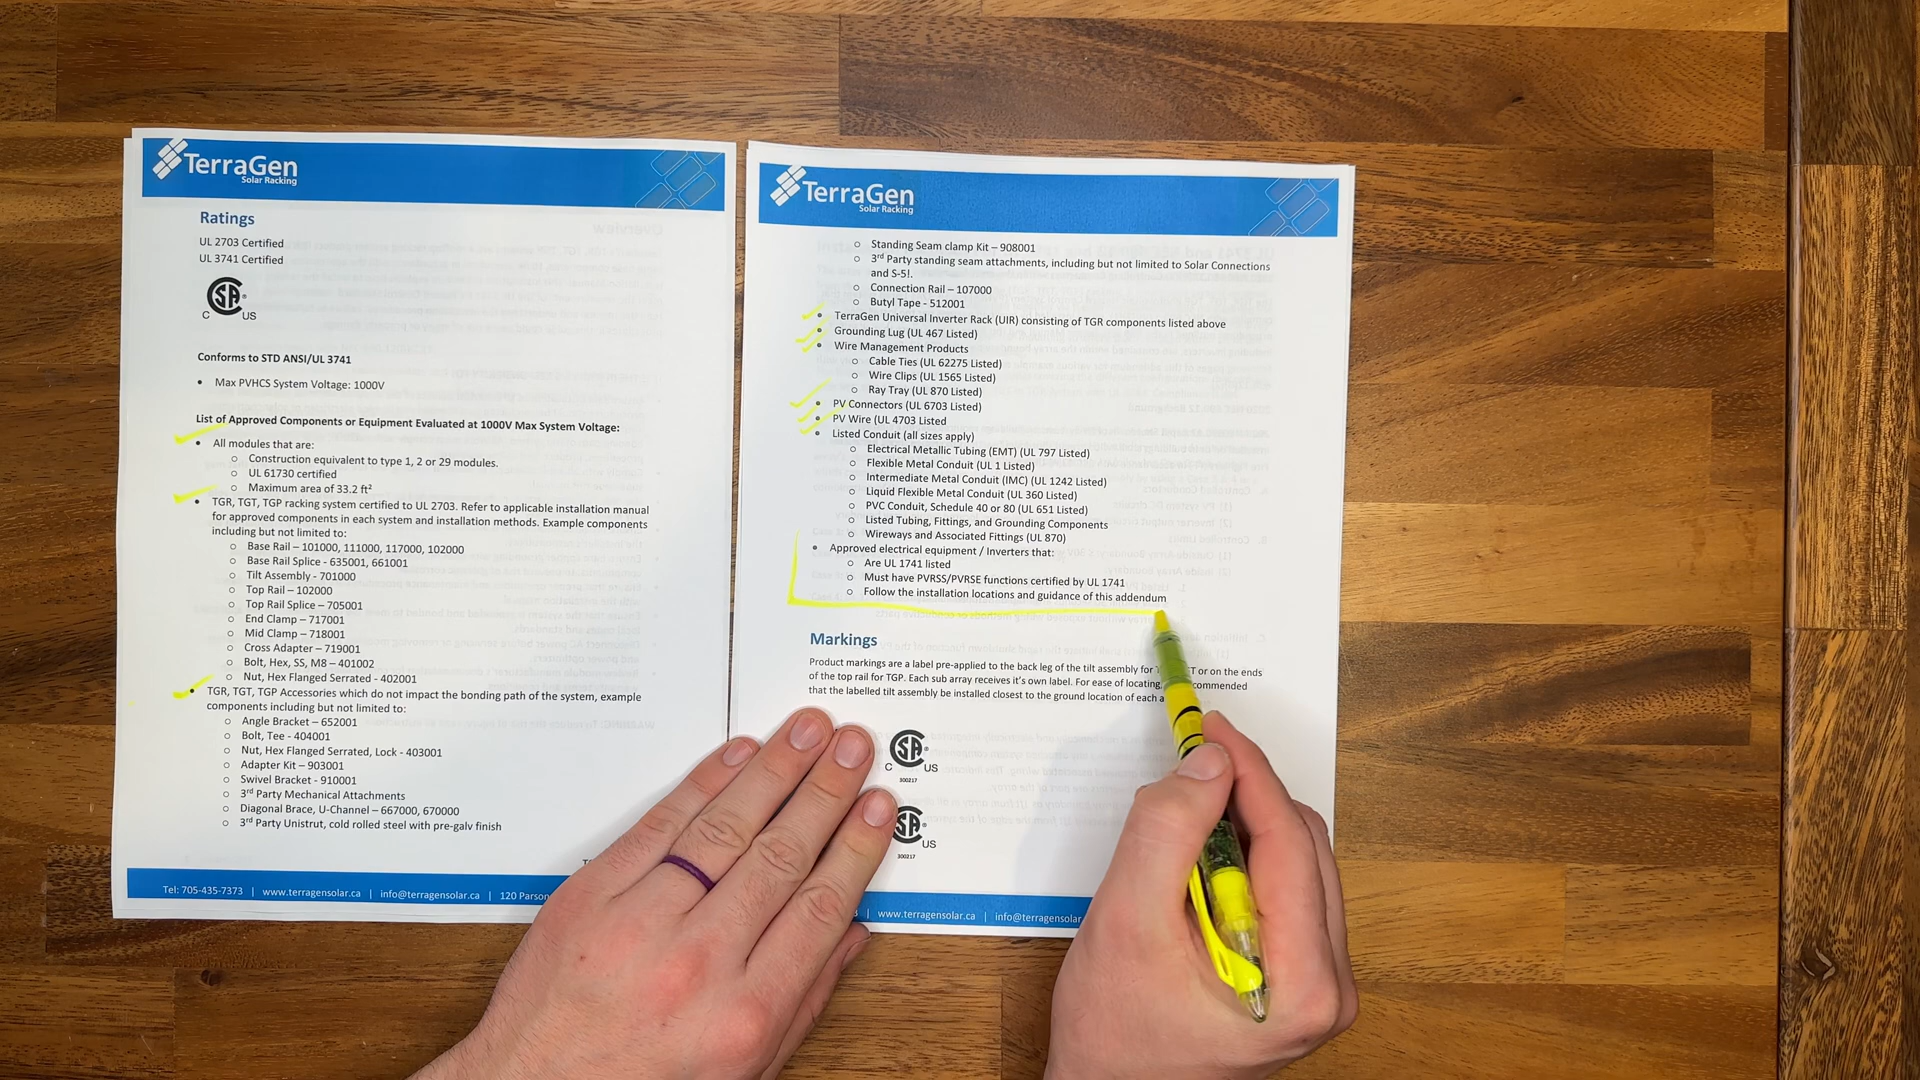 TerraGen
Solar Racking
Ratings
UL 2703 Certified
UL 3741 Certified
CSA
C US
Conforms to STD ANSI/UL 3741
• Max PVHCS System Voltage: 1000V
List of Approved Components or Equipment Evaluated at 1000V Max System Voltage:
• All modules that are:
o Construction equivalent to type 1, 2 or 29 modules.
o UL 61730 certified
o Maximum area of 33.2 ft²
• TGR, TGT, TGP racking system certified to UL 2703. Refer to applicable installation manual
for approved components in each system and installation methods. Example components
including but not limited to:
o Base Rail – 101000, 111000, 117000, 102000
o Base Rail Splice - 635001, 661001
o Tilt Assembly - 701000
o Top Rail – 102000
o Top Rail Splice – 705001
o End Clamp – 717001
o Mid Clamp – 718001
o Cross Adapter – 719001
o Bolt, Hex, SS, M8 – 401002
o Nut, Hex Flanged Serrated - 402001
• TGR, TGT, TGP Accessories which do not impact the bonding path of the system, example
components including but not limited to:
o Angle Bracket – 652001
o Bolt, Tee - 404001
o Nut, Hex Flanged Serrated, Lock - 403001
o Adapter Kit – 903001
o Swivel Bracket - 910001
o 3rd Party Mechanical Attachments
o Diagonal Brace, U-Channel – 667000, 670000
o 3rd Party Unistrut, cold rolled steel with pre-galv finish
Tel: 705-435-7373 | www.terragensolar.ca | info@terragensolar.ca | 120 Parson
TerraGen
Solar Racking
o Standing Seam clamp Kit – 908001
o 3rd Party standing seam attachments, including but not limited to Solar Connections
and S-5!.
o Connection Rail – 107000
o Butyl Tape - 512001
• TerraGen Universal Inverter Rack (UIR) consisting of TGR components listed above
• Grounding Lug (UL 467 Listed)
• Wire Management Products
o Cable Ties (UL 62275 Listed)
o Wire Clips (UL 1565 Listed)
o Ray Tray (UL 870 Listed)
• PV Connectors (UL 6703 Listed)
• PV Wire (UL 4703 Listed
• Listed Conduit (all sizes apply)
o Electrical Metallic Tubing (EMT) (UL 797 Listed)
o Flexible Metal Conduit (UL 1 Listed)
o Intermediate Metal Conduit (IMC) (UL 1242 Listed)
o Liquid Flexible Metal Conduit (UL 360 Listed)
o PVC Conduit, Schedule 40 or 80 (UL 651 Listed)
o Listed Tubing, Fittings, and Grounding Components
o Wireways and Associated Fittings (UL 870)
• Approved electrical equipment / Inverters that:
o Are UL 1741 listed
o Must have PVRSS/PVRSE functions certified by UL 1741
o Follow the installation locations and guidance of this addendum
Markings
Product markings are a label pre-applied to the back leg of the tilt assembly for or on the ends
of the top rail for TGP. Each sub array receives it's own label. For ease of locating,
that the labelled tilt assembly be installed closest to the ground location of each
CSA
C US
300217
CSA
US
300217
| www.terragensolar.ca | info@terragensolar